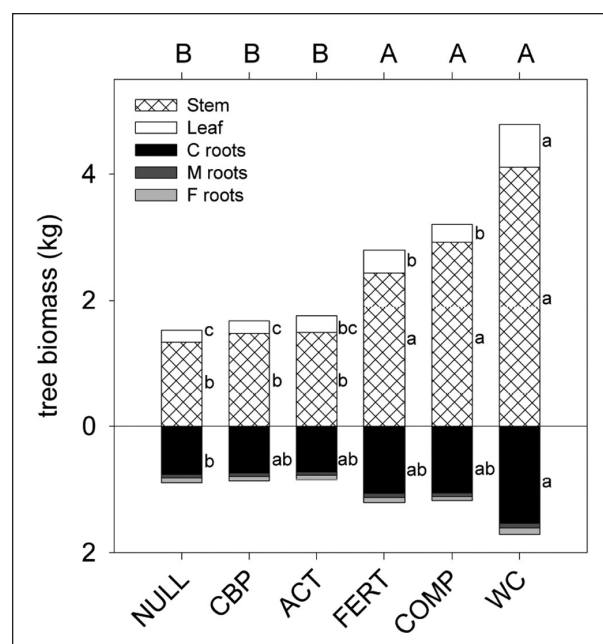 B B B A A A
Stem
Leaf
C roots
M roots
F roots
tree biomass (kg)
4
2
0
2
a
a
b
a
b
a
bc
b
c
b
c
b
b
ab
ab
ab
ab
a
NULL CBP ACT FERT COMP WC